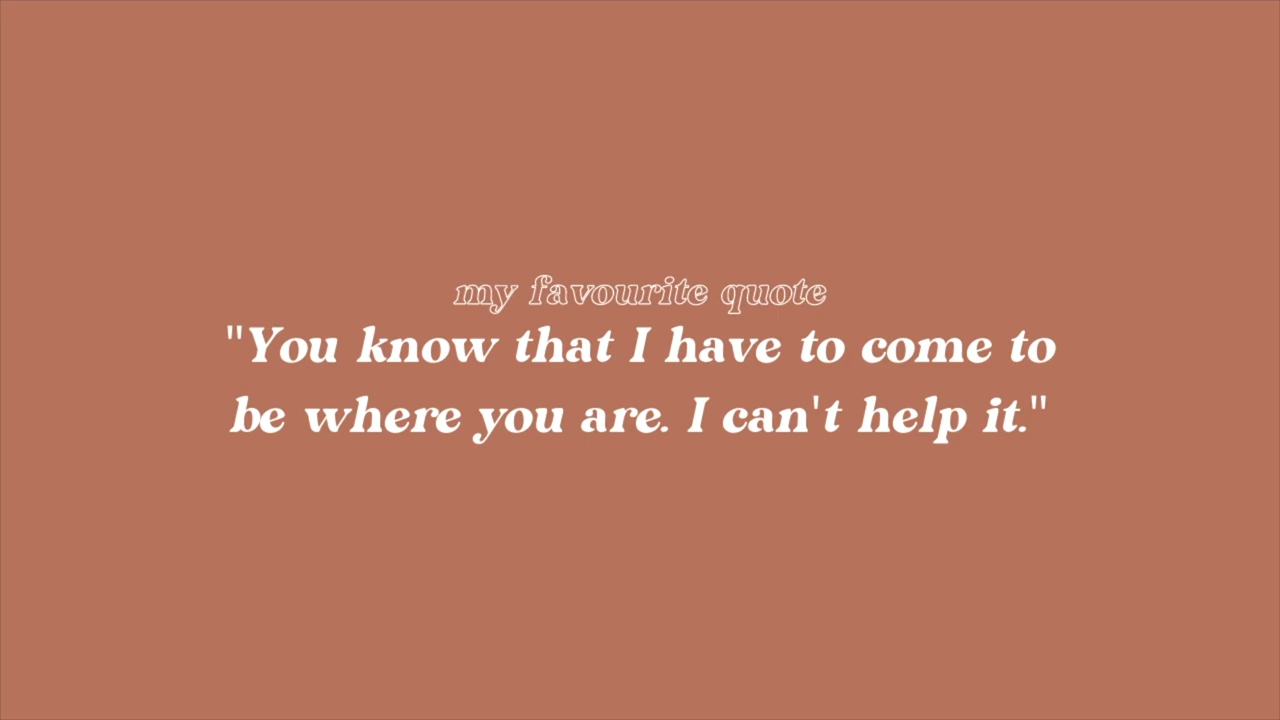 my favourite quote
"You know that I have to come to
be where you are. I can't help it."